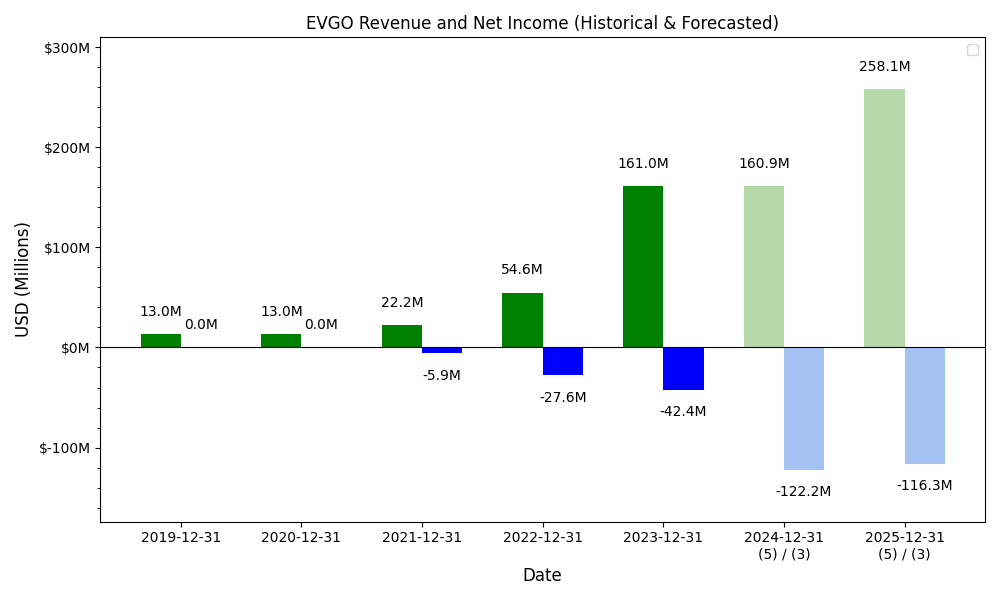 EVGO Revenue and Net Income (Historical & Forecasted)
$300M
258.1M
$200M
161.0M
160.9M
$100M
54.6M
22.2M
13.0M
0.0M
13.0M
0.0M
$0M
-5.9M
-27.6M
-42.4M
$-100M
-122.2M
-116.3M
USD (Millions)
2019-12-31
2020-12-31
2021-12-31
2022-12-31
2023-12-31
2024-12-31
(5) / (3)
2025-12-31
(5) / (3)
Date